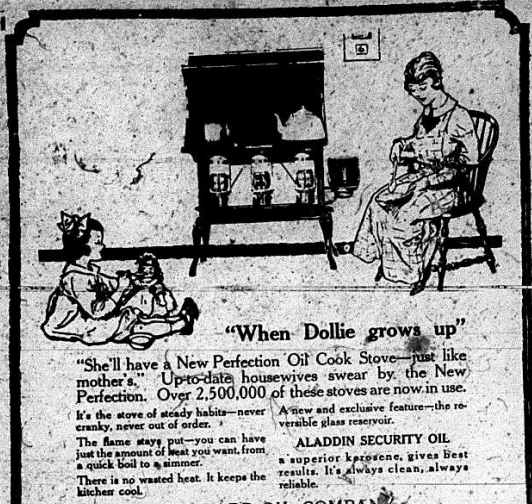 6
"When Dollie grows up"
"She'll have a New Perfection Oil Cook Stove—just like
mother's." Up-to-date housewives swear by the New
Perfection. Over 2,500,000 of these stoves are now in use.
It's the stove of steady habits—never
cranky, never out of order.
The flame stays put—you can have
just the amount of heat you want, from
a quick boil to a simmer.
There is no wasted heat. It keeps the
kitchen cool.
A new and exclusive feature—the re-
versible glass reservoir.
ALADDIN SECURITY OIL
a superior kerosene, gives best
results. It's always clean, always
reliable.
OIL COMPANY